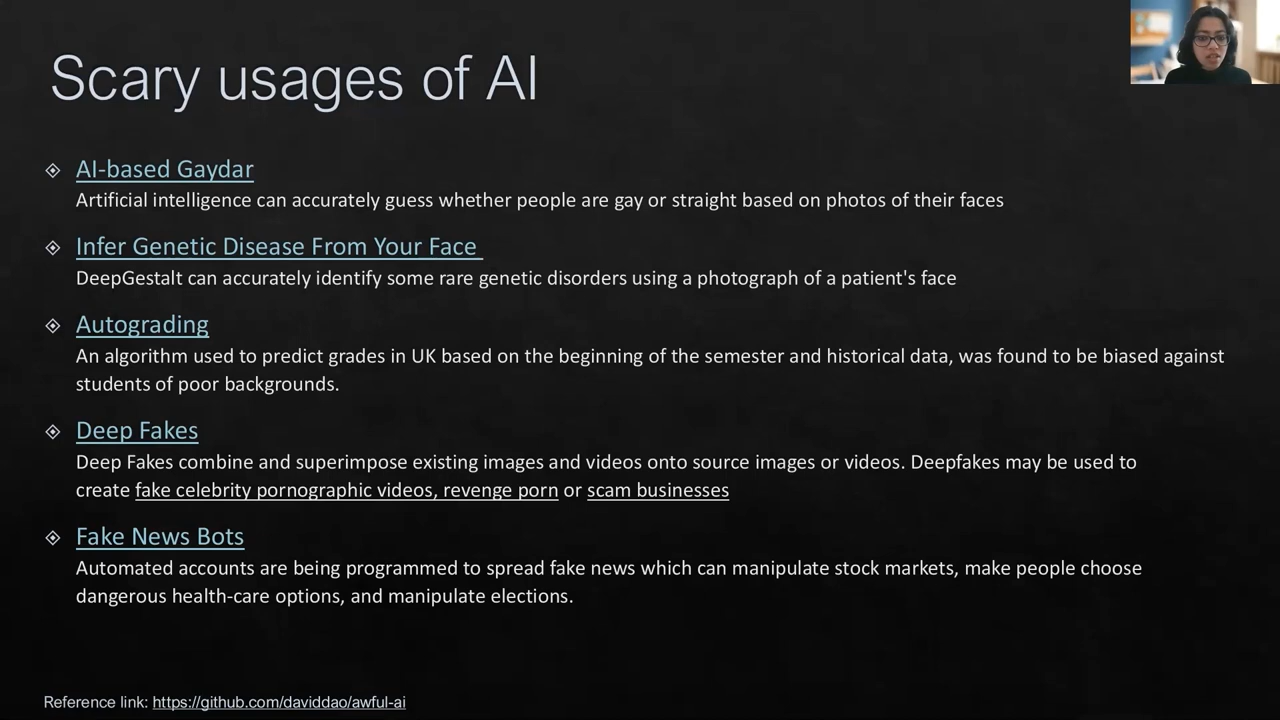 Scary usages of AI
AI-based Gaydar
Artificial intelligence can accurately guess whether people are gay or straight based on photos of their faces
Infer Genetic Disease From Your Face
DeepGestalt can accurately identify some rare genetic disorders using a photograph of a patient's face
Autograding
An algorithm used to predict grades in UK based on the beginning of the semester and historical data, was found to be biased against
students of poor backgrounds.
Deep Fakes
Deep Fakes combine and superimpose existing images and videos onto source images or videos. Deepfakes may be used to
create fake celebrity pornographic videos, revenge porn or scam businesses
Fake News Bots
Automated accounts are being programmed to spread fake news which can manipulate stock markets, make people choose
dangerous health-care options, and manipulate elections.
Reference link: https://github.com/daviddao/awful-ai